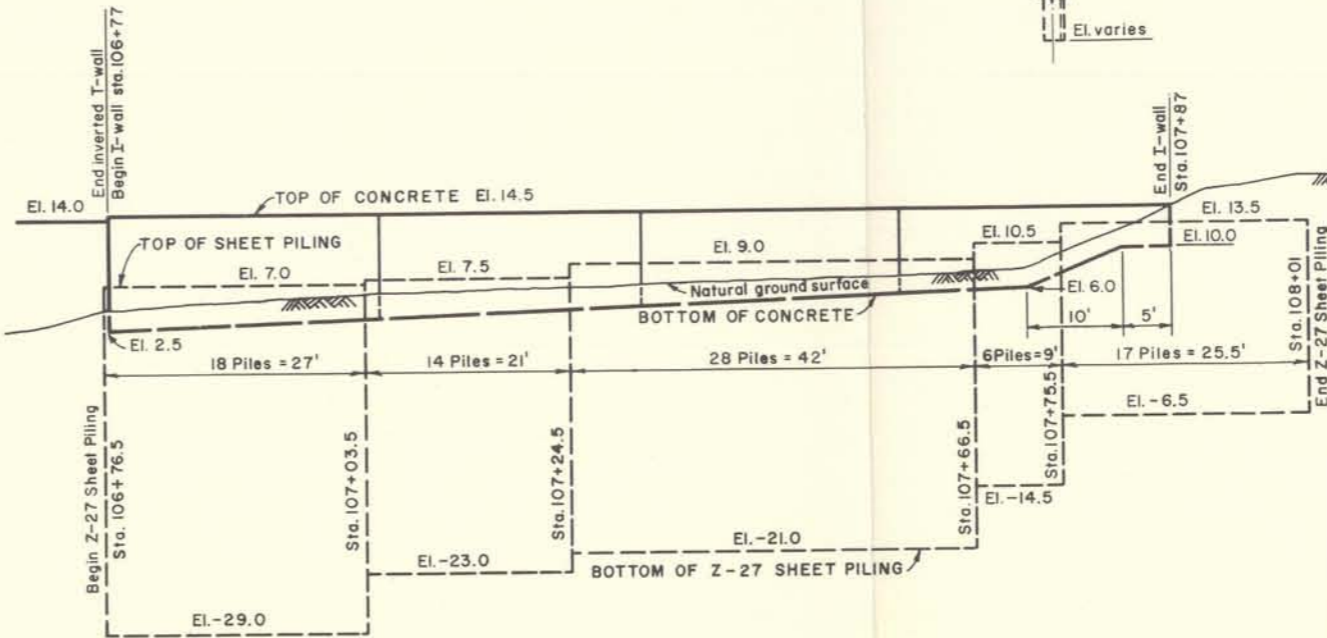 El. varies
End inverted T-wall
Begin I-wall sta. 106+77
End I-wall
Sta. 107+87
El. 14.0
TOP OF CONCRETE El. 14.5
TOP OF SHEET PILING
El. 7.0
El. 7.5
El. 9.0
El. 10.5
El. 13.5
El. 10.0
Natural ground surface
BOTTOM OF CONCRETE
El. 6.0
El. 2.5
10'
5'
18 Piles = 27'
14 Piles = 21'
28 Piles = 42'
6 Piles = 9'
17 Piles = 25.5'
Begin Z-27 Sheet Piling
Sta. 106+76.5
Sta. 107+03.5
Sta. 107+24.5
Sta. 107+66.5
Sta. 107+75.5
Sta. 108+01
End Z-27 Sheet Piling
El.-6.5
El.-14.5
El.-21.0
El.-23.0
BOTTOM OF Z-27 SHEET PILING
El.-29.0